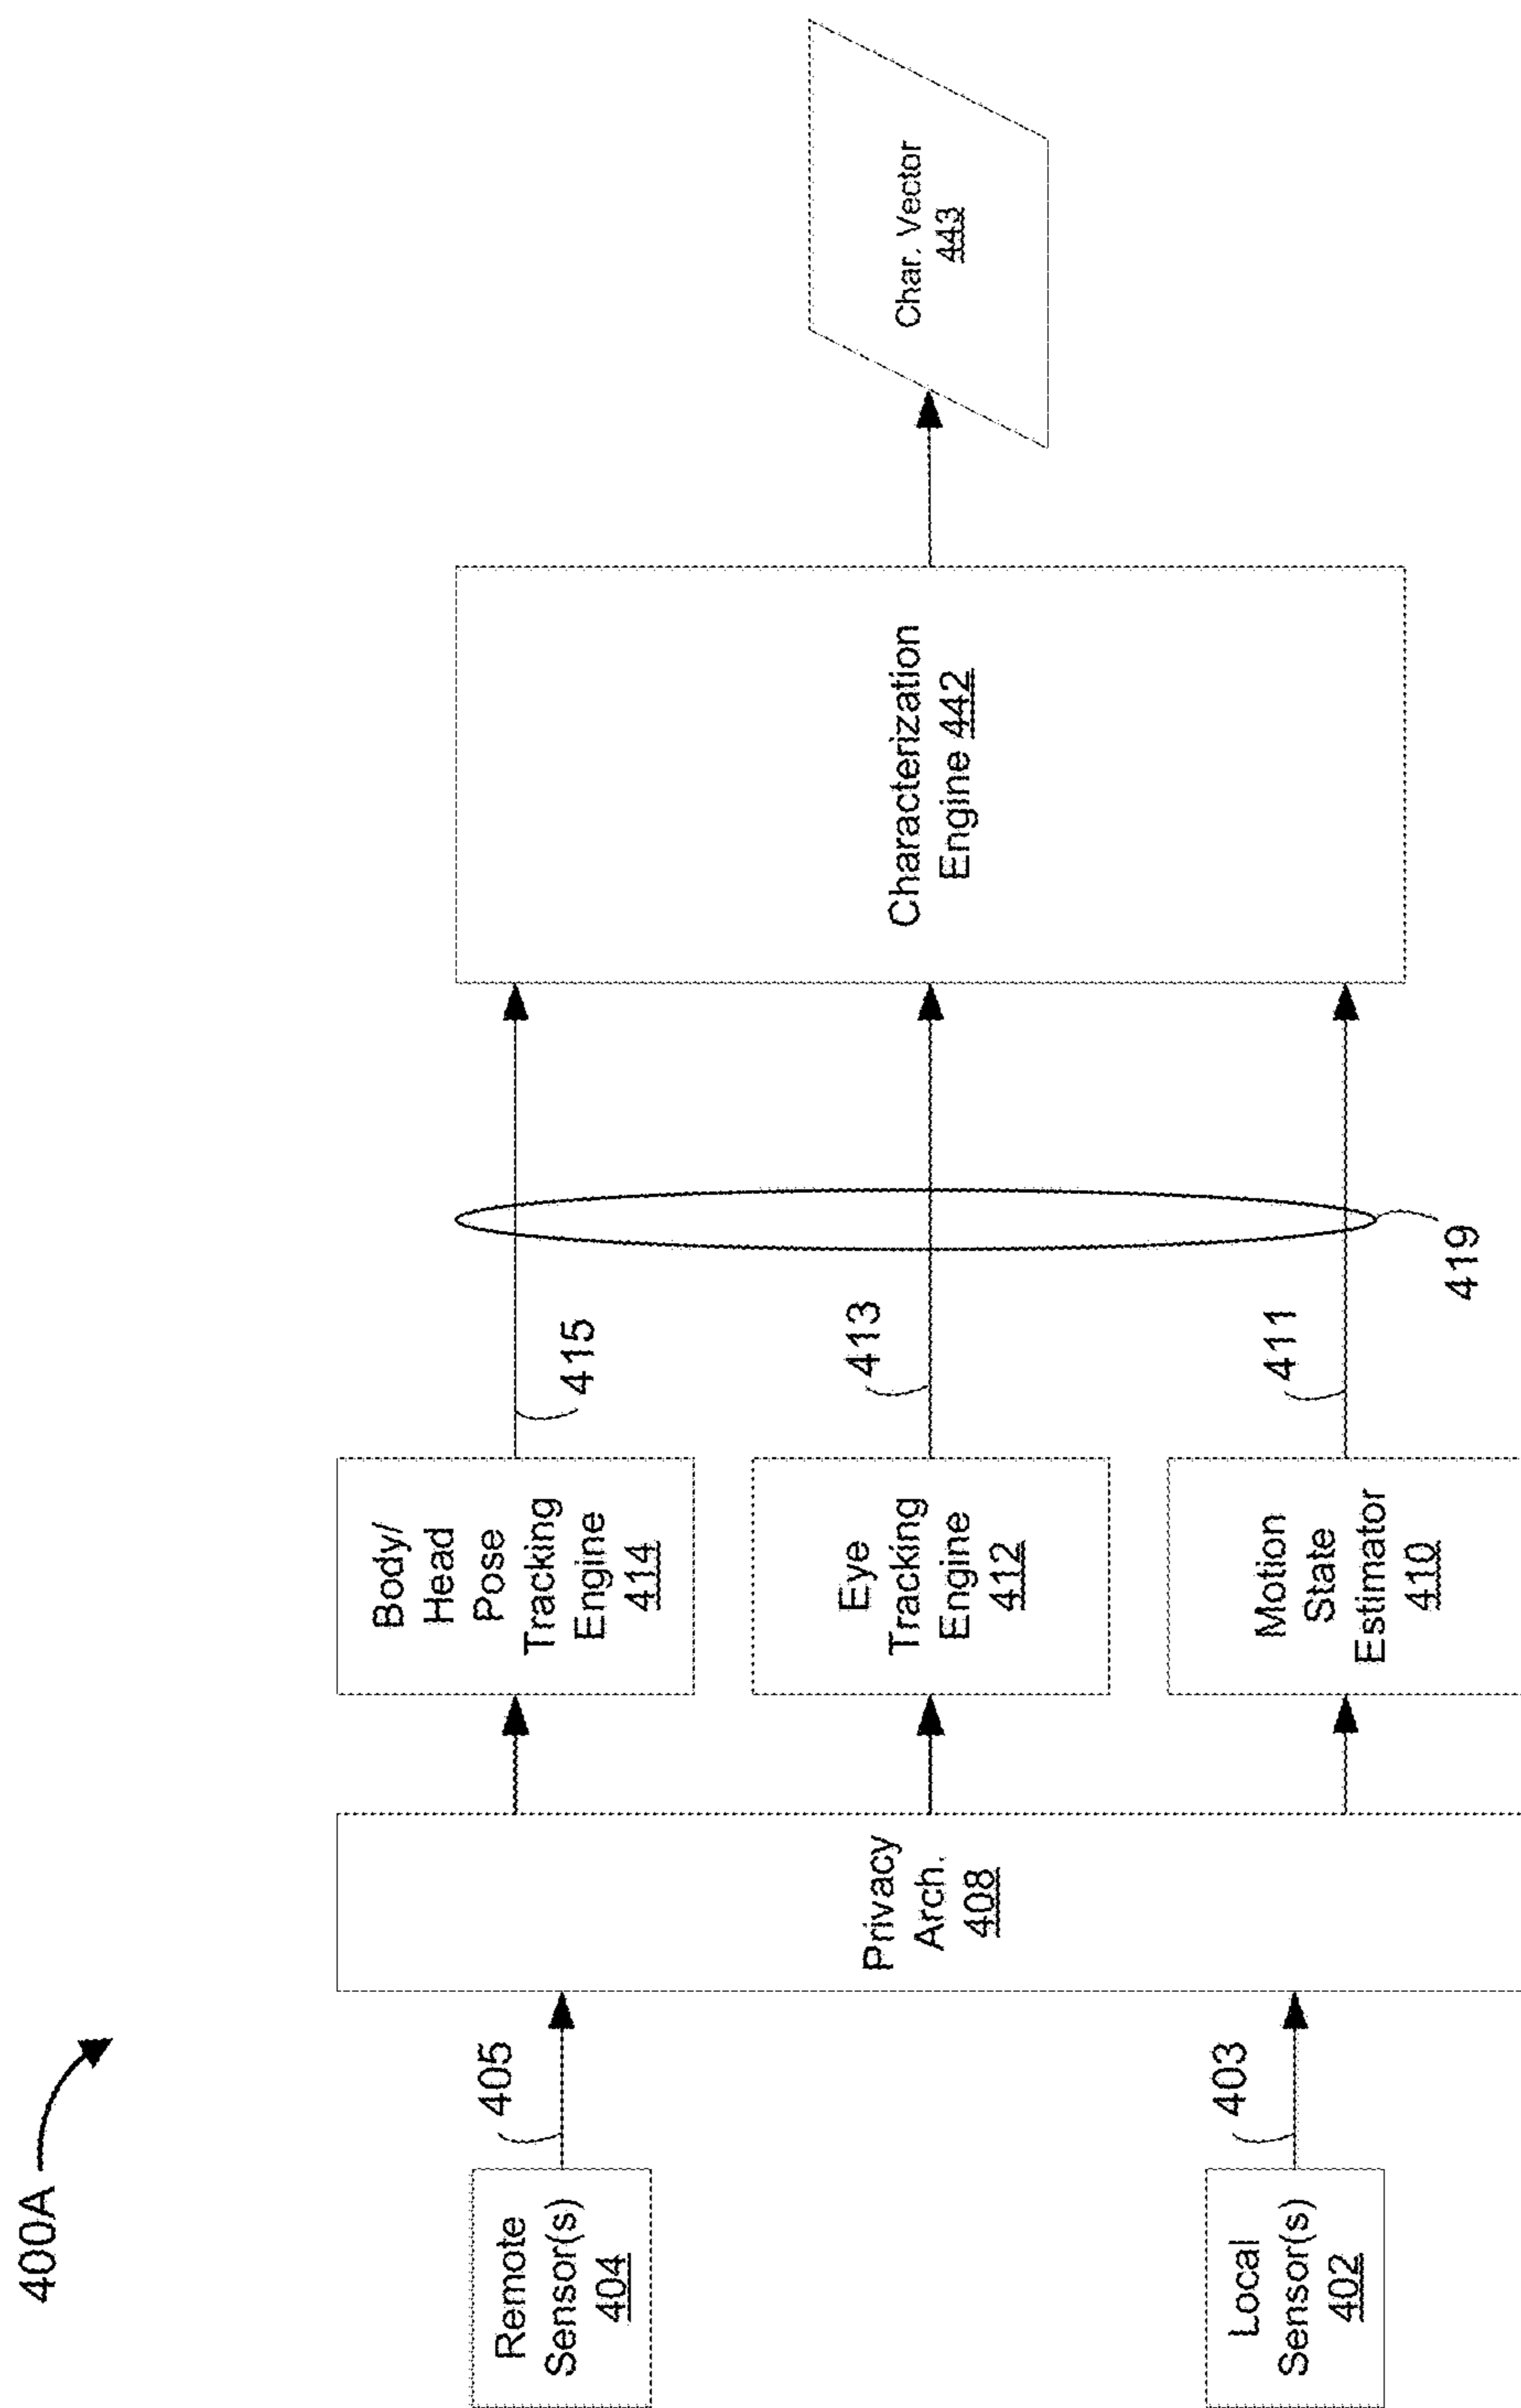 400A
Remote
Sensor(s)
404
405
Local
Sensor(s)
402
403
Privacy
Arch.
408
Body/
Head
Pose
Tracking
Engine
414
415
Eye
Tracking
Engine
412
413
Motion
State
Estimator
410
411
419
Characterization
Engine 442
Char. Vector
443